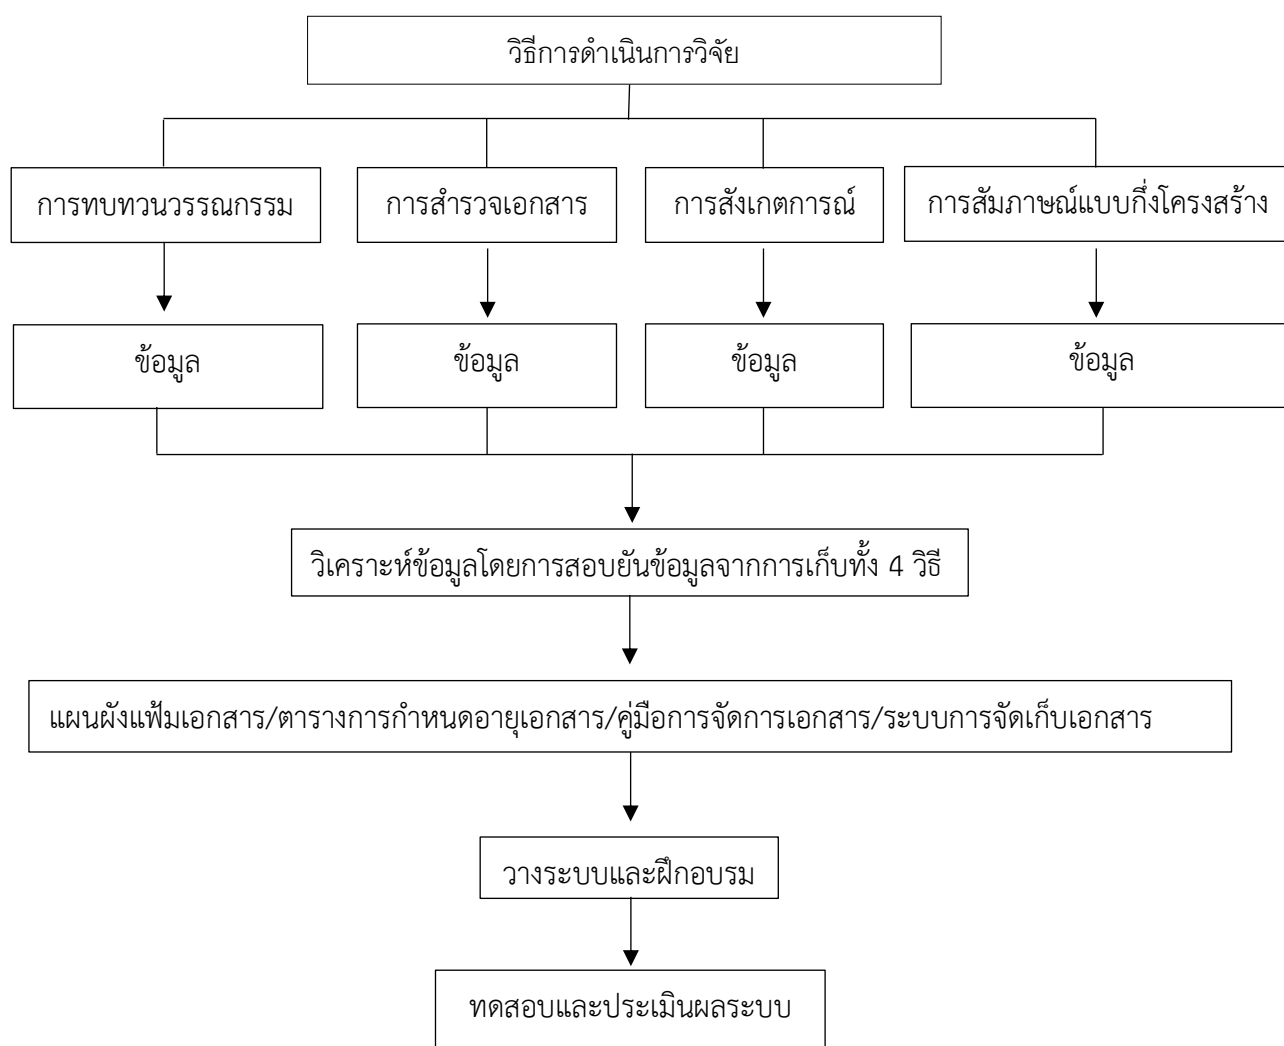 วิธีการดำเนินการวิจัย
การทบทวนวรรณกรรม
การสำรวจเอกสาร
การสังเกตการณ์
การสัมภาษณ์แบบกึ่งโครงสร้าง
ข้อมูล
ข้อมูล
ข้อมูล
ข้อมูล
วิเคราะห์ข้อมูลโดยการสอบยันข้อมูลจากการเก็บทั้ง 4 วิธี
แผนผังแฟ้มเอกสาร/ตารางการกำหนดอายุเอกสาร/คู่มือการจัดการเอกสาร/ระบบการจัดเก็บเอกสาร
วางระบบและฝึกอบรม
ทดสอบและประเมินผลระบบ